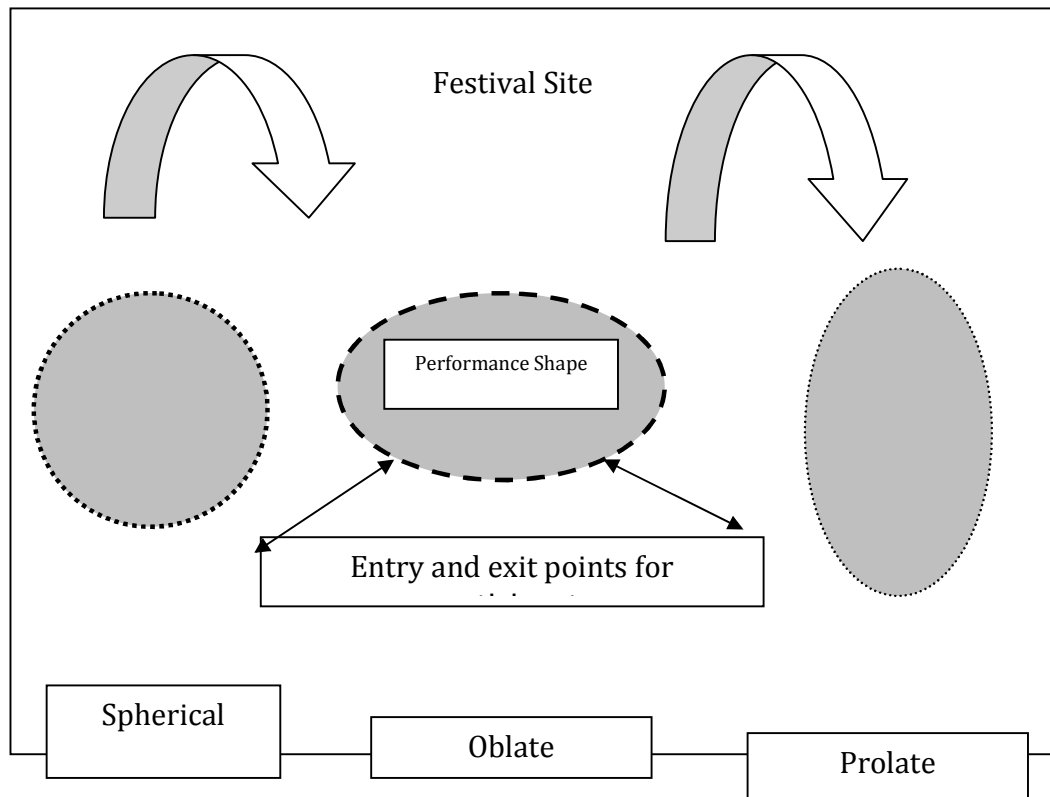 Festival Site
Performance Shape
Entry and exit points for
Spherical
Oblate
Prolate